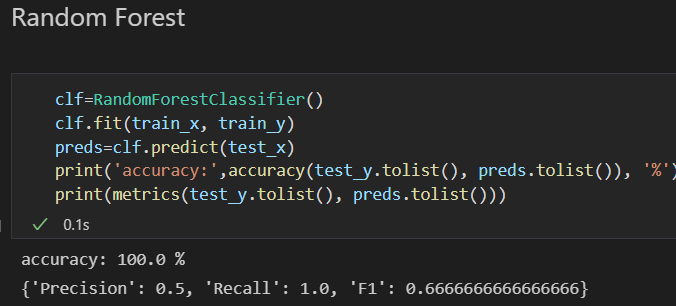 Random Forest
clf=RandomForestClassifier()
clf.fit(train_x, train_y)
preds=clf.predict(test_x)
print('accuracy:',accuracy(test_y.tolist(), preds.tolist()), '%')
print(metrics(test_y.tolist(), preds.tolist()))
0.1s
accuracy: 100.0 %
{'Precision': 0.5, 'Recall': 1.0, 'F1': 0.6666666666666666}